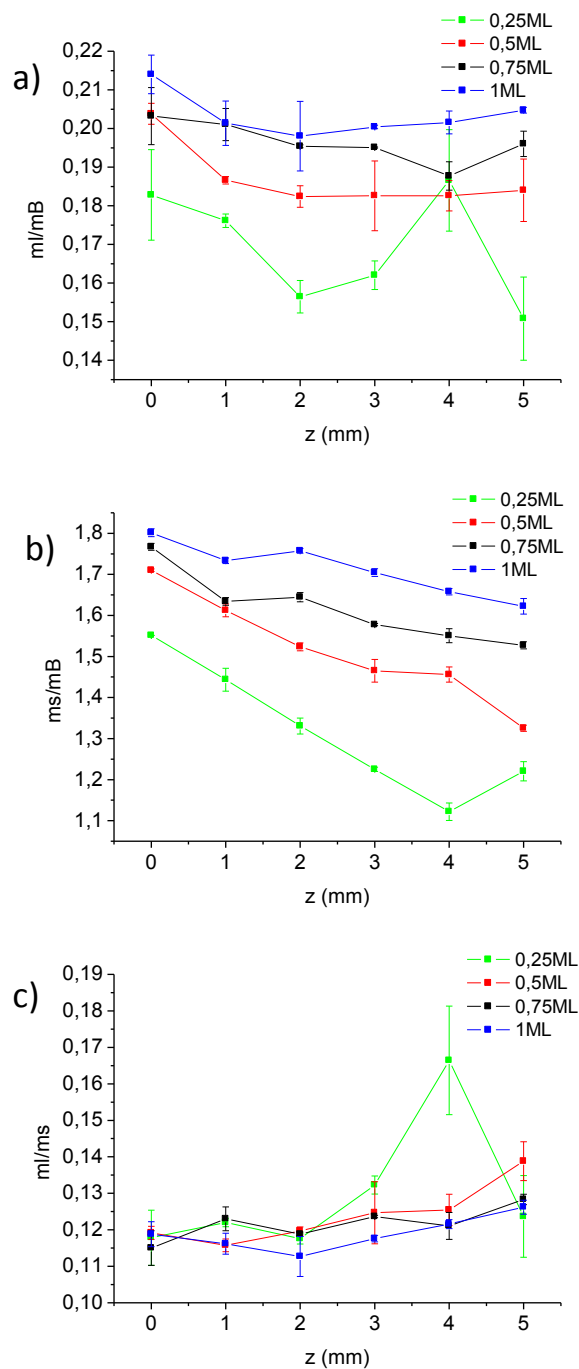 a)
0,25ML
0,5ML
0,75ML
1ML
0,22
0,21
0,20
0,19
0,18
0,17
0,16
0,15
0,14
ml/mB
0 1 2 3 4 5
z (mm)
b)
0,25ML
0,5ML
0,75ML
1ML
1,8
1,7
1,6
1,5
1,4
1,3
1,2
1,1
ms/mB
0 1 2 3 4 5
z (mm)
c)
0,25ML
0,5ML
0,75ML
1ML
0,19
0,18
0,17
0,16
0,15
0,14
0,13
0,12
0,11
0,10
ml/ms
0 1 2 3 4 5
z (mm)